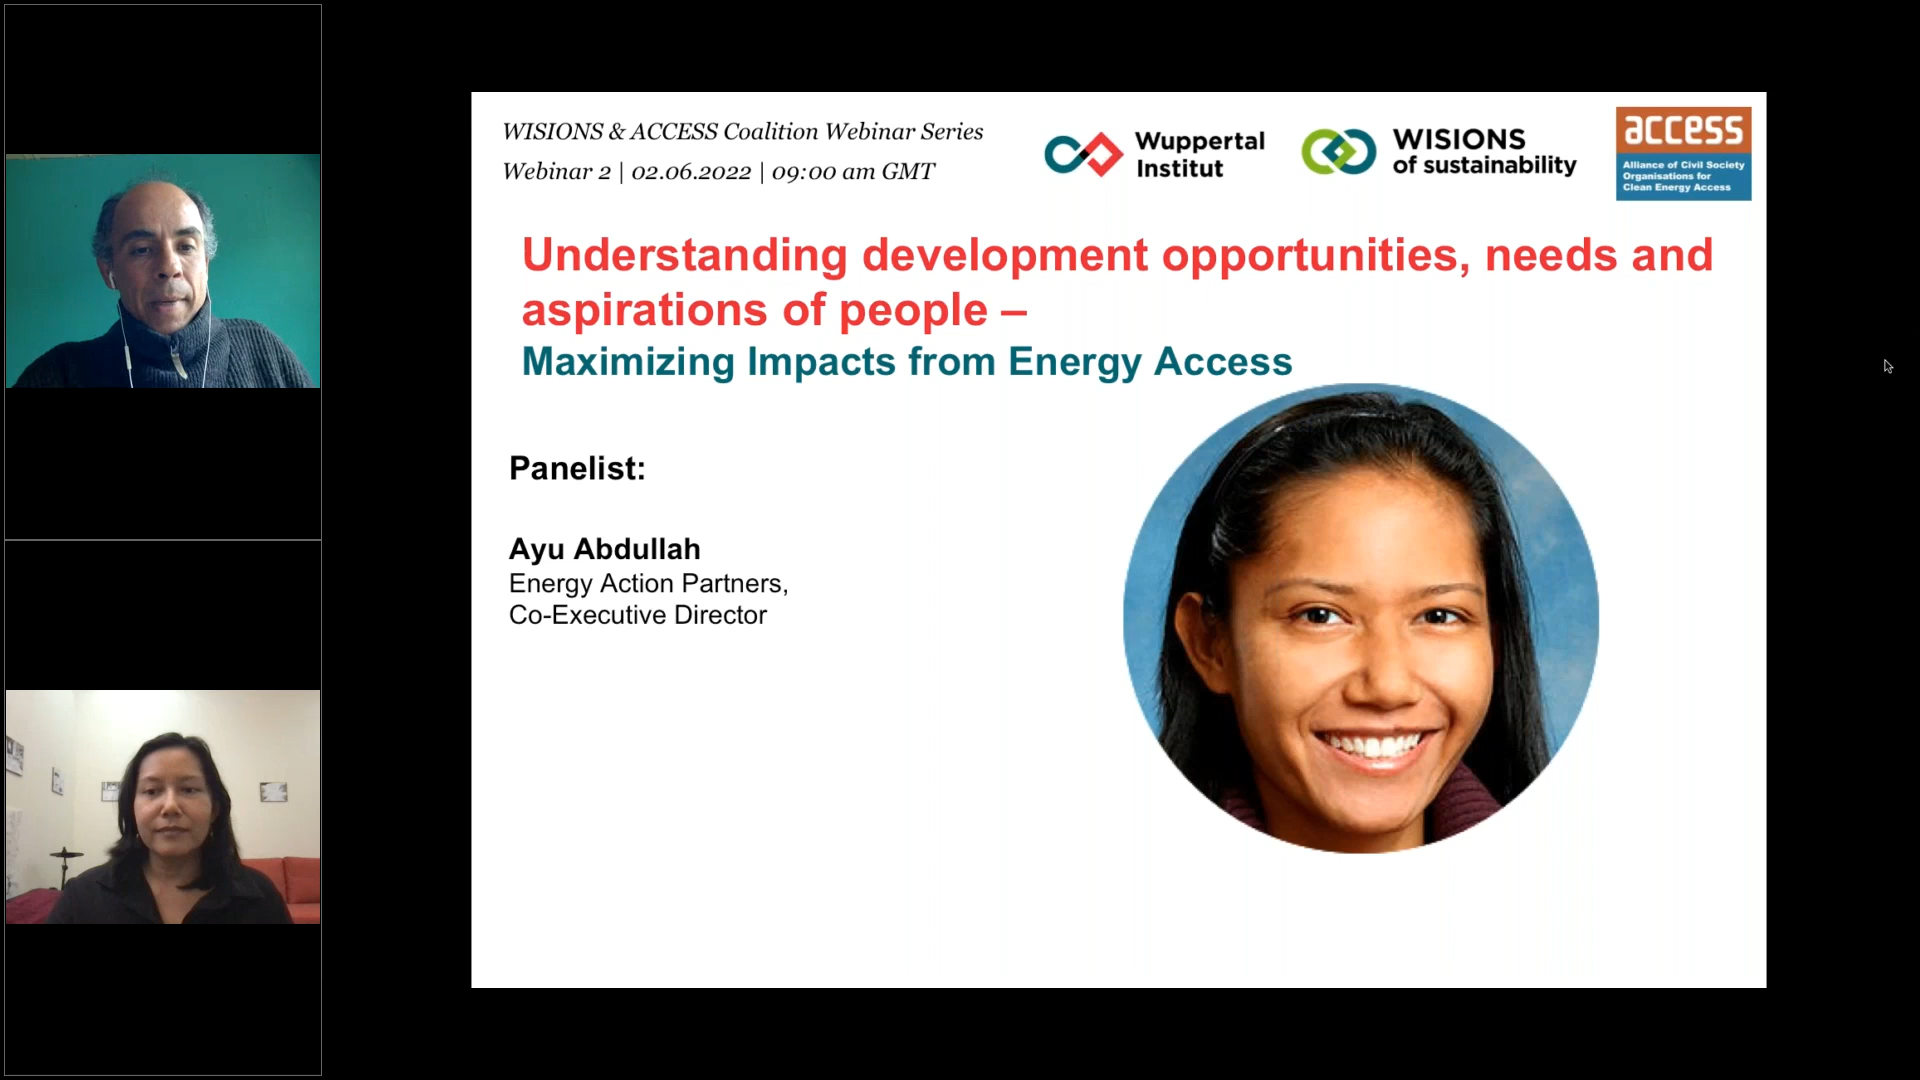 WISIONS & ACCESS Coalition Webinar Series
Webinar 2 | 02.06.2022 | 09:00 am GMT
Wuppertal
Institut
WISIONS
of sustainability
access
Alliance of Civil Society
Organisations for
Clean Energy Access
Understanding development opportunities, needs and
aspirations of people –
Maximizing Impacts from Energy Access
Panelist:
Ayu Abdullah
Energy Action Partners,
Co-Executive Director